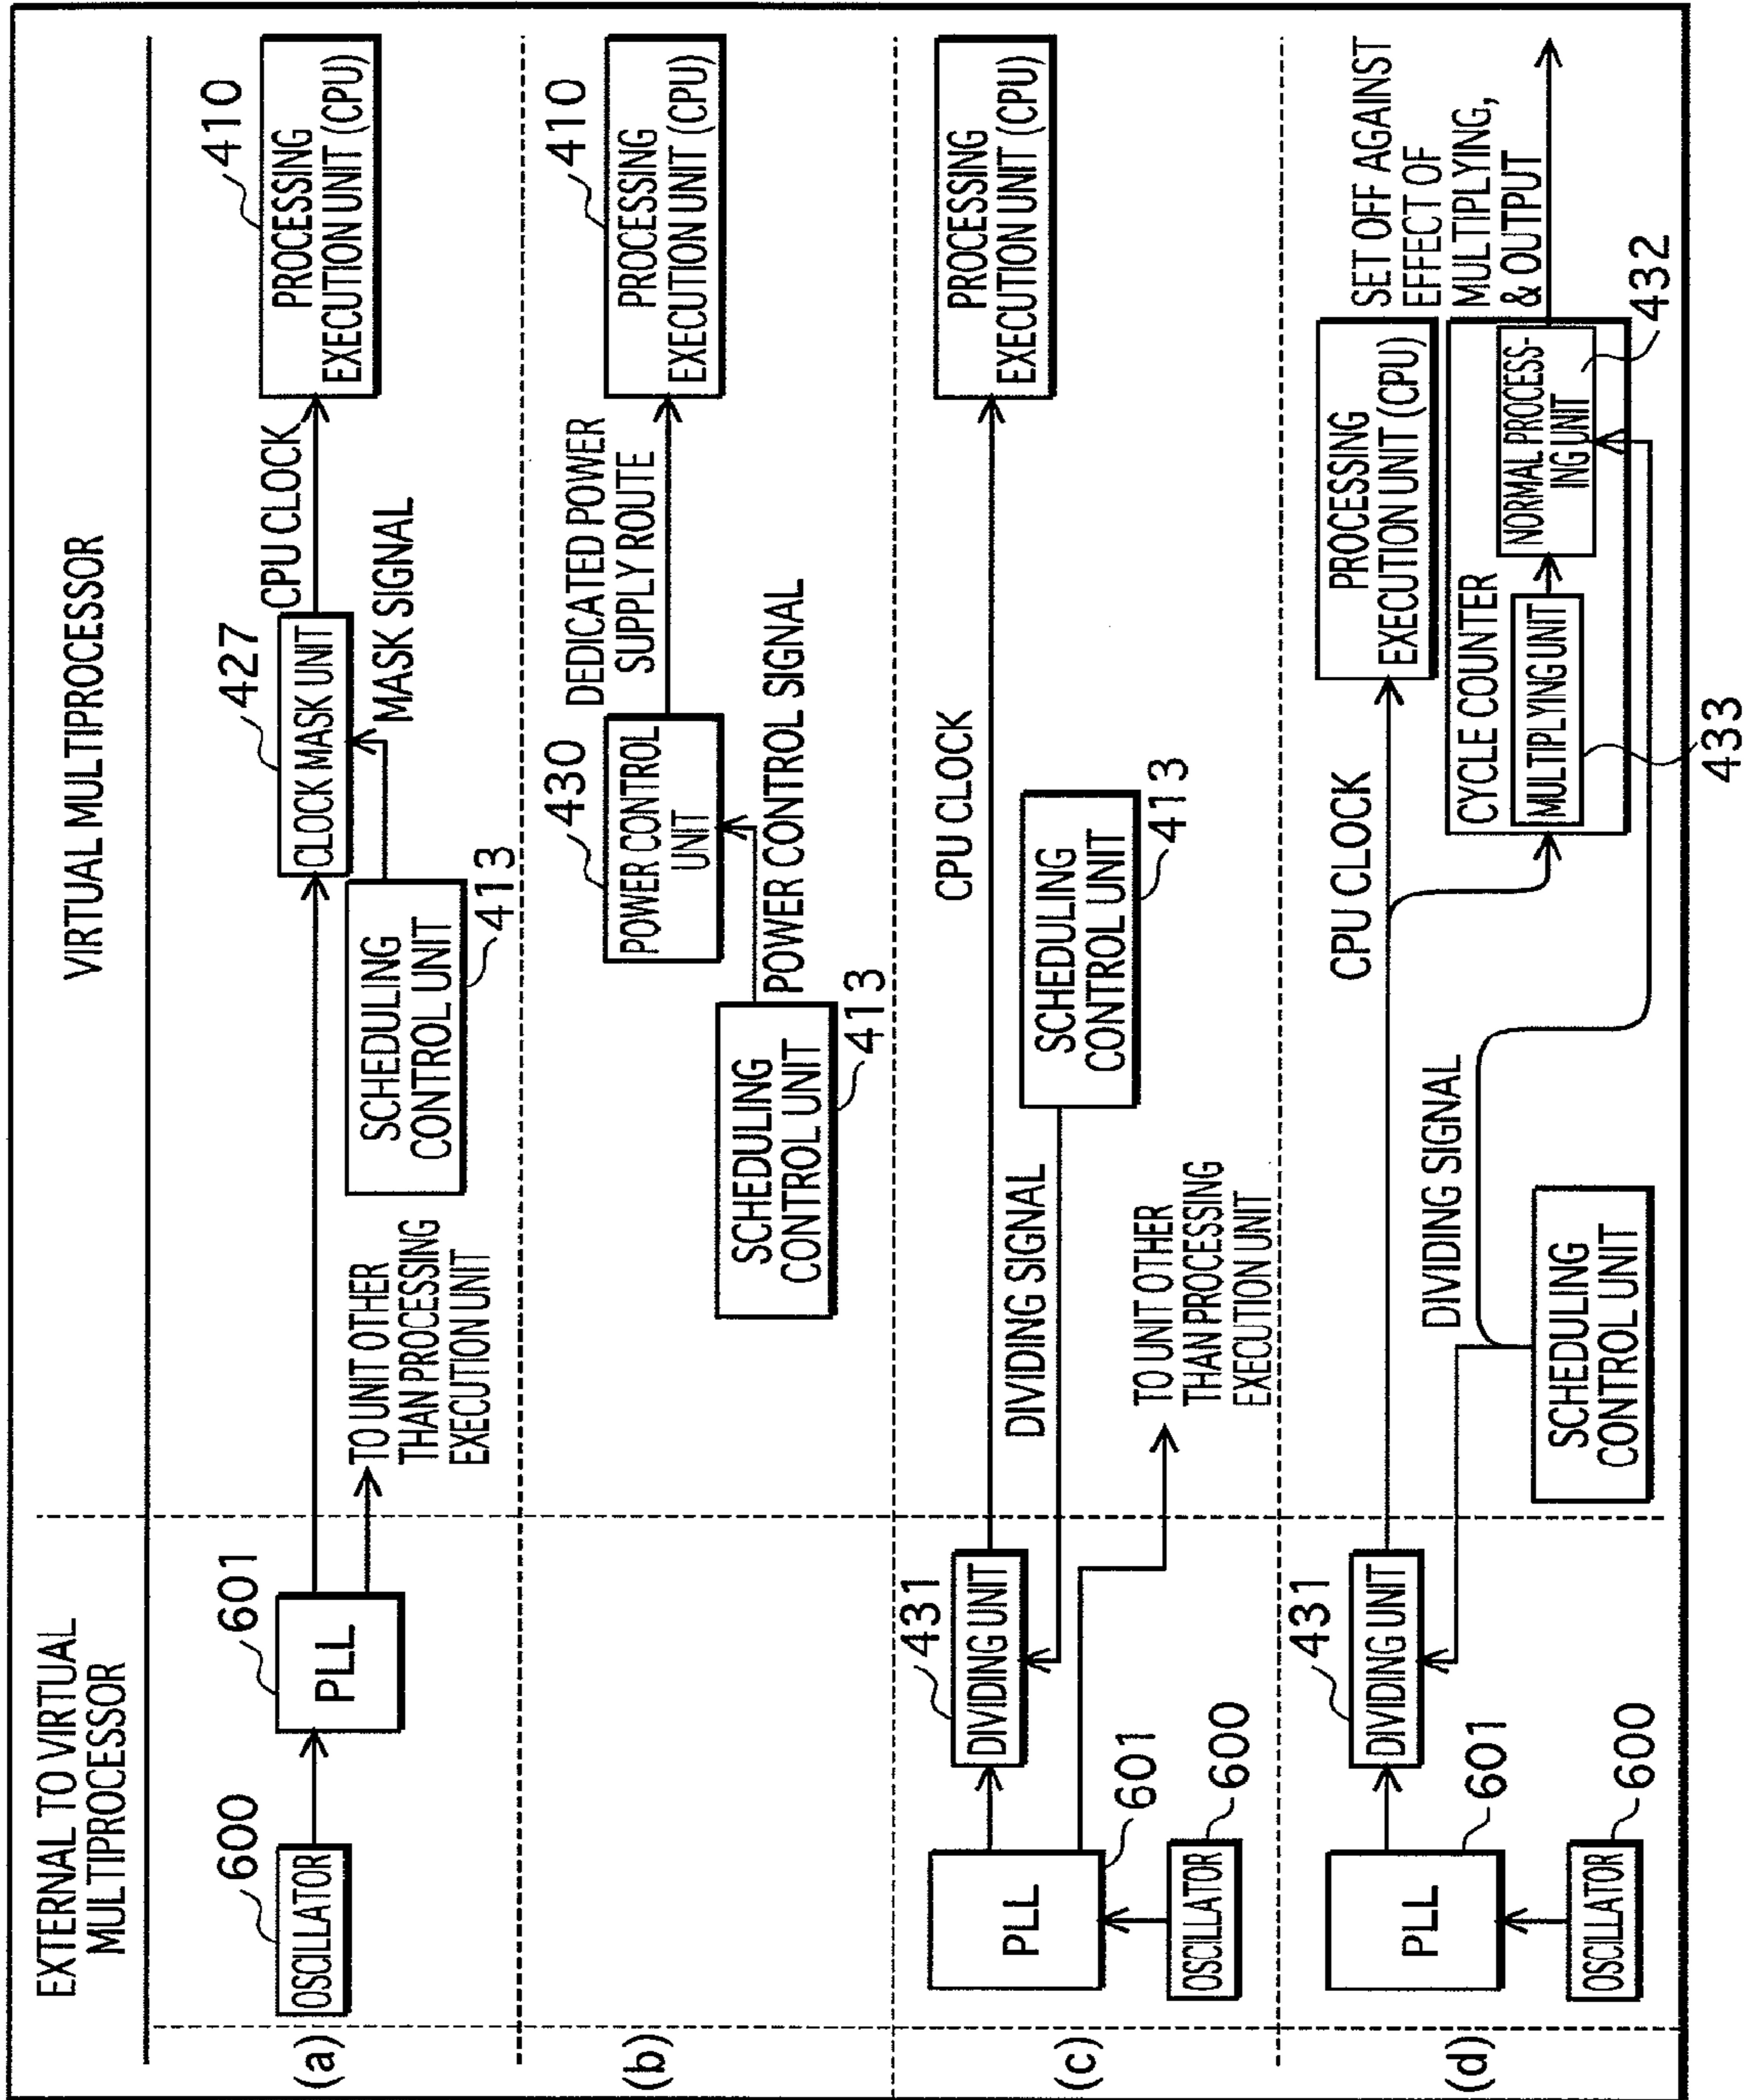 EXTERNAL TO VIRTUAL
MULTIPROCESSOR
VIRTUAL MULTIPROCESSOR
(a)
600
OSCILLATOR
601
PLL
TO UNIT OTHER
THAN PROCESSING
EXECUTION UNIT
SCHEDULING
CONTROL UNIT
413
427
CLOCK MASK UNIT
MASK SIGNAL
CPU CLOCK
410
PROCESSING
EXECUTION UNIT (CPU)
(b)
SCHEDULING
CONTROL UNIT
413
POWER CONTROL SIGNAL
430
POWER CONTROL
UNIT
DEDICATED POWER
SUPPLY ROUTE
410
PROCESSING
EXECUTION UNIT (CPU)
(c)
PLL
601
OSCILLATOR
600
431
DIVIDING UNIT
DIVIDING SIGNAL
TO UNIT OTHER
THAN PROCESSING
EXECUTION UNIT
SCHEDULING
CONTROL UNIT
413
CPU CLOCK
PROCESSING
EXECUTION UNIT (CPU)
(d)
PLL
601
OSCILLATOR
600
431
DIVIDING UNIT
SCHEDULING
CONTROL UNIT
DIVIDING SIGNAL
CPU CLOCK
PROCESSING
EXECUTION UNIT (CPU)
CYCLE COUNTER
MULTIPLYING UNIT
433
NORMAL PROCESS-
ING UNIT
432
SET OFF AGAINST
EFFECT OF
MULTIPLYING,
& OUTPUT